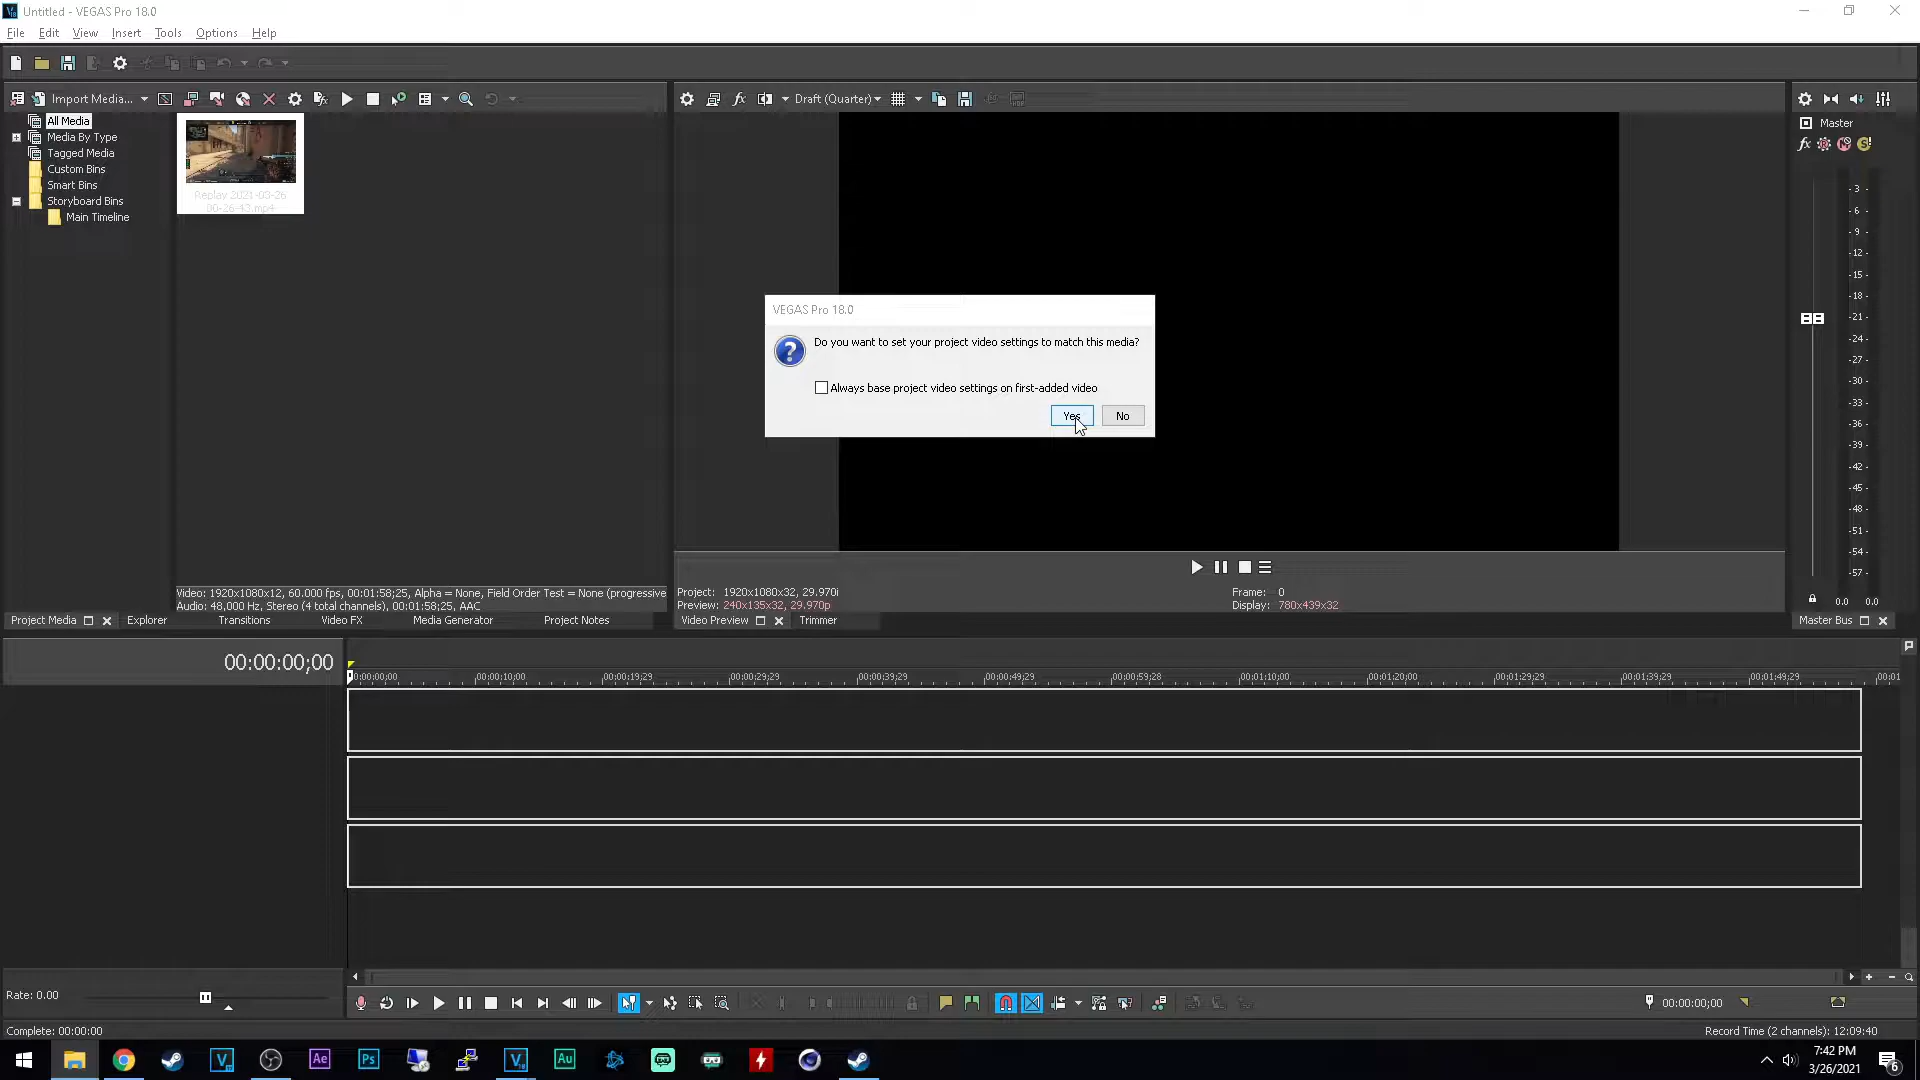 Untitled - VEGAS Pro 18.0
File Edit View Insert Tools Options Help
Import Media...
Draft (Quarter)
All Media
Media By Type
Tagged Media
Custom Bins
Smart Bins
Storyboard Bins
Main Timeline
Replay 2021-03-26
00-26-43.mp4
Master
fx
-3-
-6-
-9-
-12-
-15-
-18-
-21-
-24-
-27-
-30-
-33-
-36-
-39-
-42-
-45-
-48-
-51-
-54-
-57-
0.0 0.0
VEGAS Pro 18.0
Do you want to set your project video settings to match this media?
Always base project video settings on first-added video
Yes No
Video: 1920x1080x12, 60.000 fps, 00:01:58;25, Alpha = None, Field Order Test = None (progressive
Audio: 48,000 Hz, Stereo (4 total channels), 00:01:58;25, AAC
Project: 1920x1080x32, 29.970i
Preview: 240x135x32, 29.970p
Frame: 0
Display: 780x439x32
Project Media Explorer Transitions Video FX Media Generator Project Notes
Video Preview Trimmer
Master Bus
00:00:00;00
00:00:00;00 00:00:10;00 00:00:19;29 00:00:29;29 00:00:39;29 00:00:49;29 00:00:59;28 00:01:10;00 00:01:20;00 00:01:29;29 00:01:39;29 00:01:49;29 00:01
Rate: 0.00
00:00:00;00
Complete: 00:00:00
Record Time (2 channels): 12:09:40
Ae Ps Au
7:42 PM
3/26/2021
6